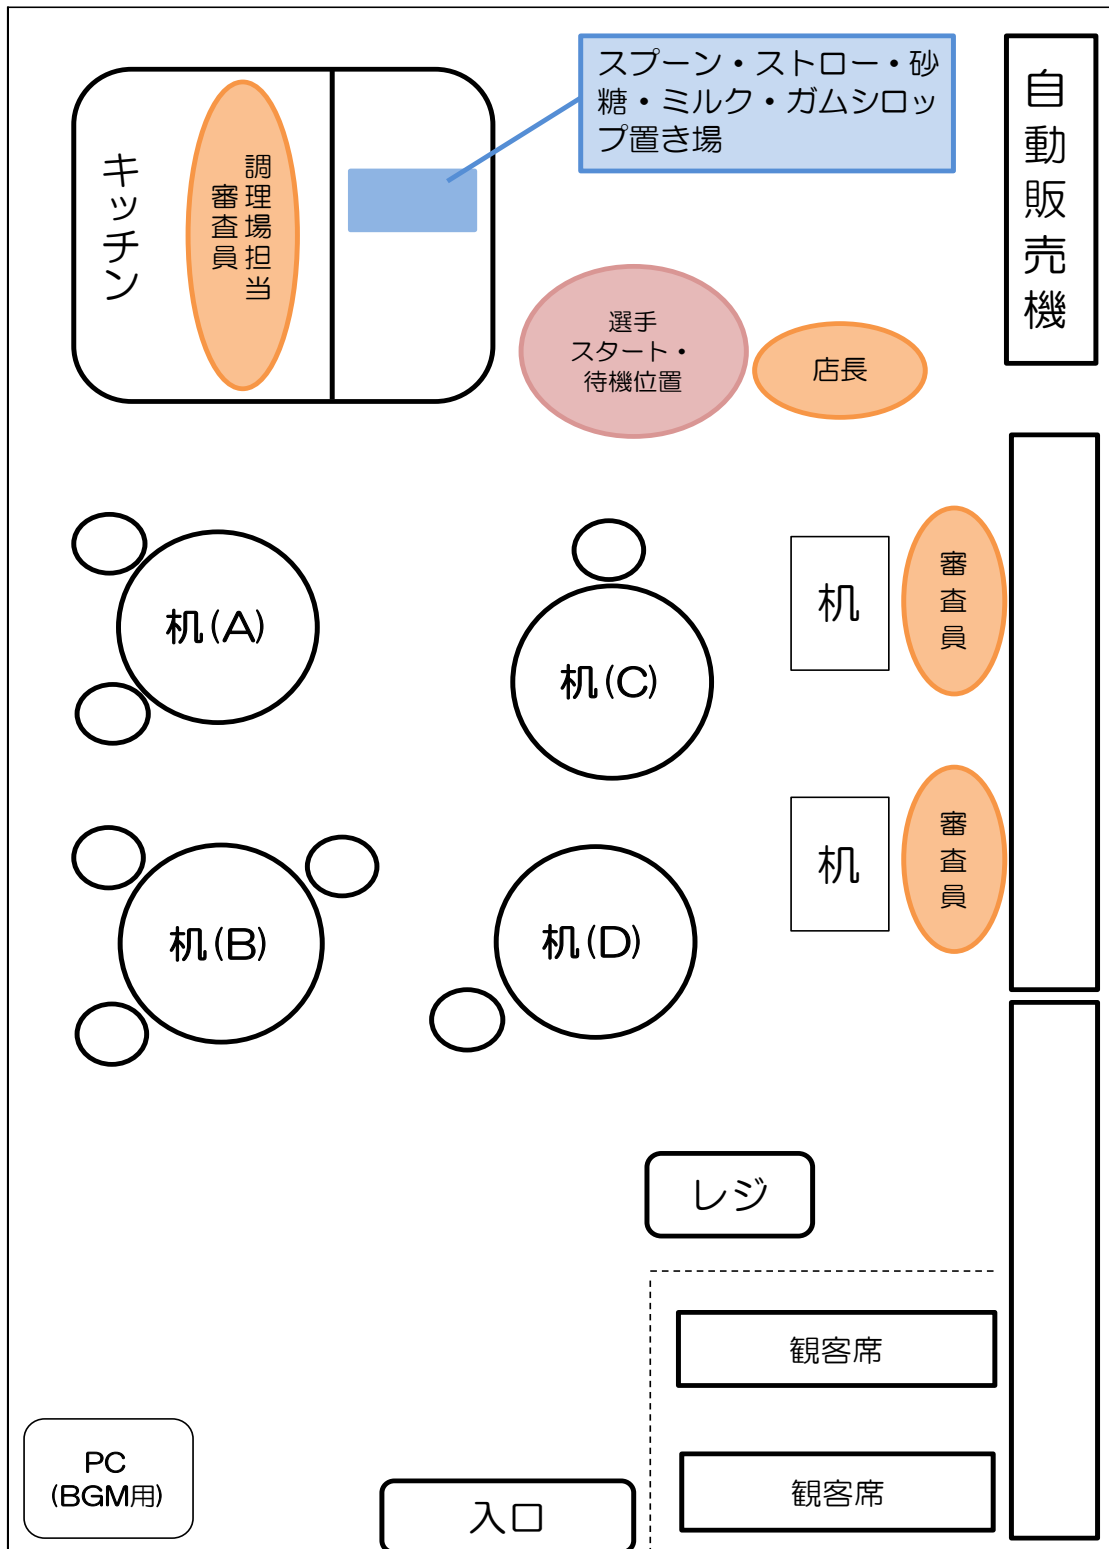 スプーン・ストロー・砂
糖・ミルク・ガムシロッ
プ置き場
自動販売機
キッチン
調理場担当
審査員
選手
スタート・
待機位置
店長
机(A)
机(C)
机
審査員
机(B)
机(D)
机
審査員
レジ
観客席
観客席
PC
(BGM用)
入口